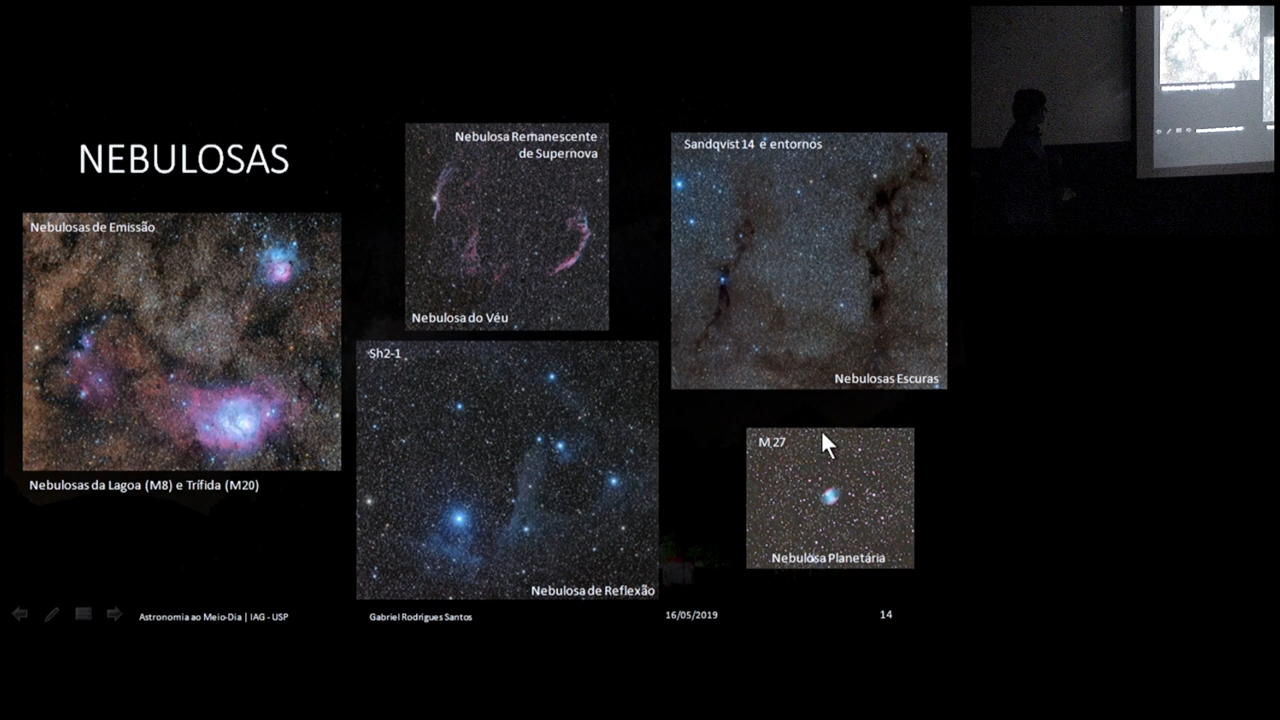 NEBULOSAS
Nebulosas de Emissão
Nebulosas da Lagoa (M8) e Trífida (M20)
Nebulosa Remanescente
de Supernova
Nebulosa do Véu
Sh2-1
Nebulosa de Reflexão
Sandqvist 14 e entornos
Nebulosas Escuras
M 27
Nebulosa Planetária
Astronomia ao Meio-Dia | IAG - USP
Gabriel Rodrigues Santos
16/05/2019
14